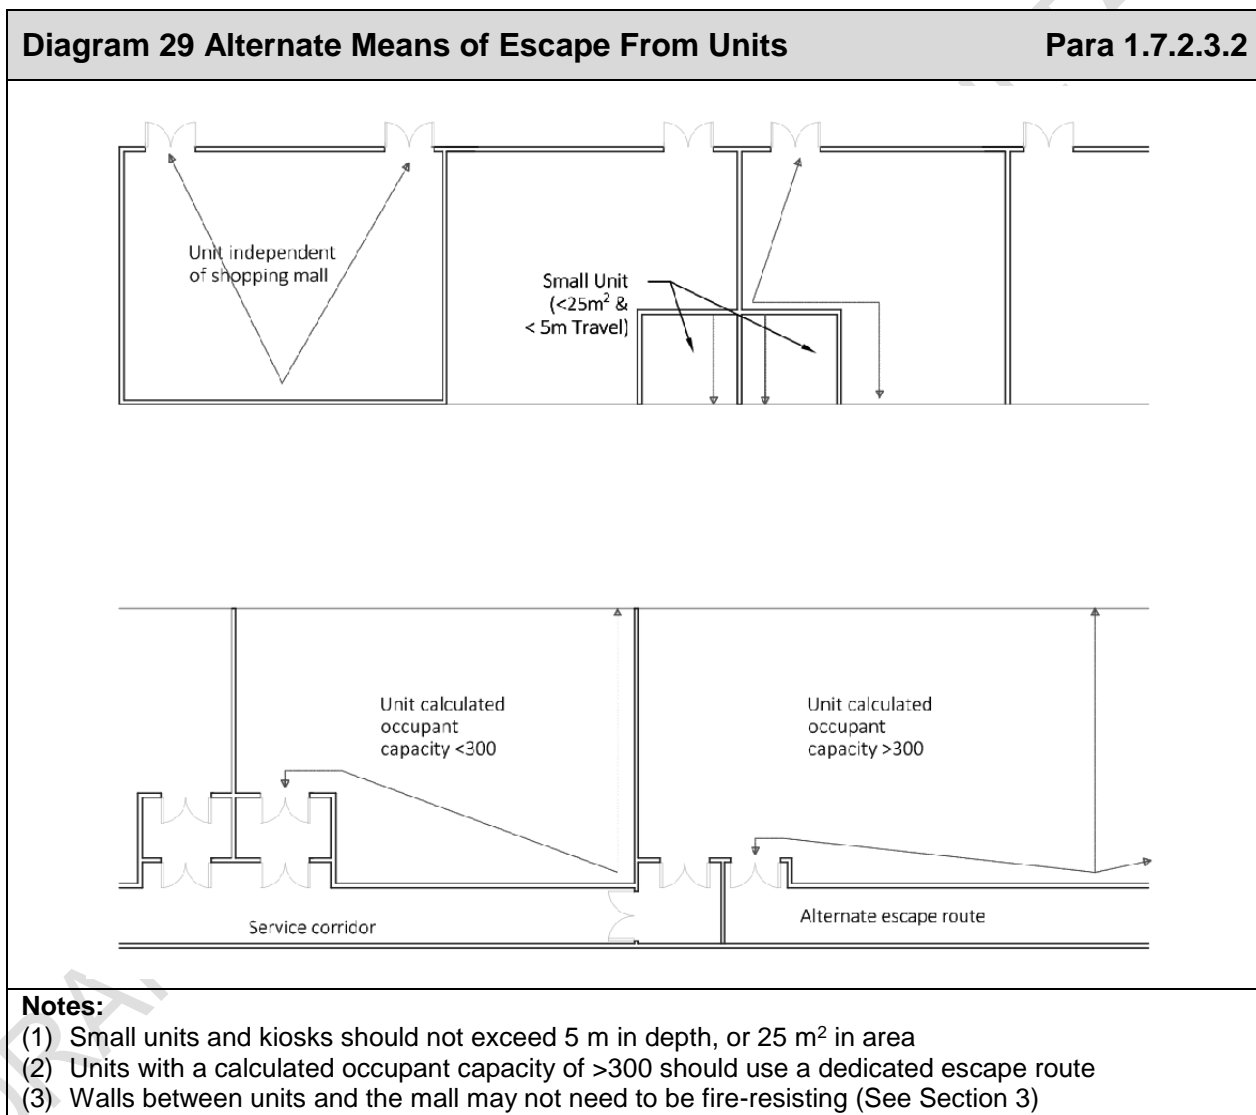 Diagram 29 Alternate Means of Escape From Units Para 1.7.2.3.2
Unit independent
of shopping mall
Small Unit
(<25m² &
< 5m Travel)
Unit calculated
occupant
capacity <300
Unit calculated
occupant
capacity >300
Service corridor
Alternate escape route
Notes:
(1) Small units and kiosks should not exceed 5 m in depth, or 25 m² in area
(2) Units with a calculated occupant capacity of >300 should use a dedicated escape route
(3) Walls between units and the mall may not need to be fire-resisting (See Section 3)